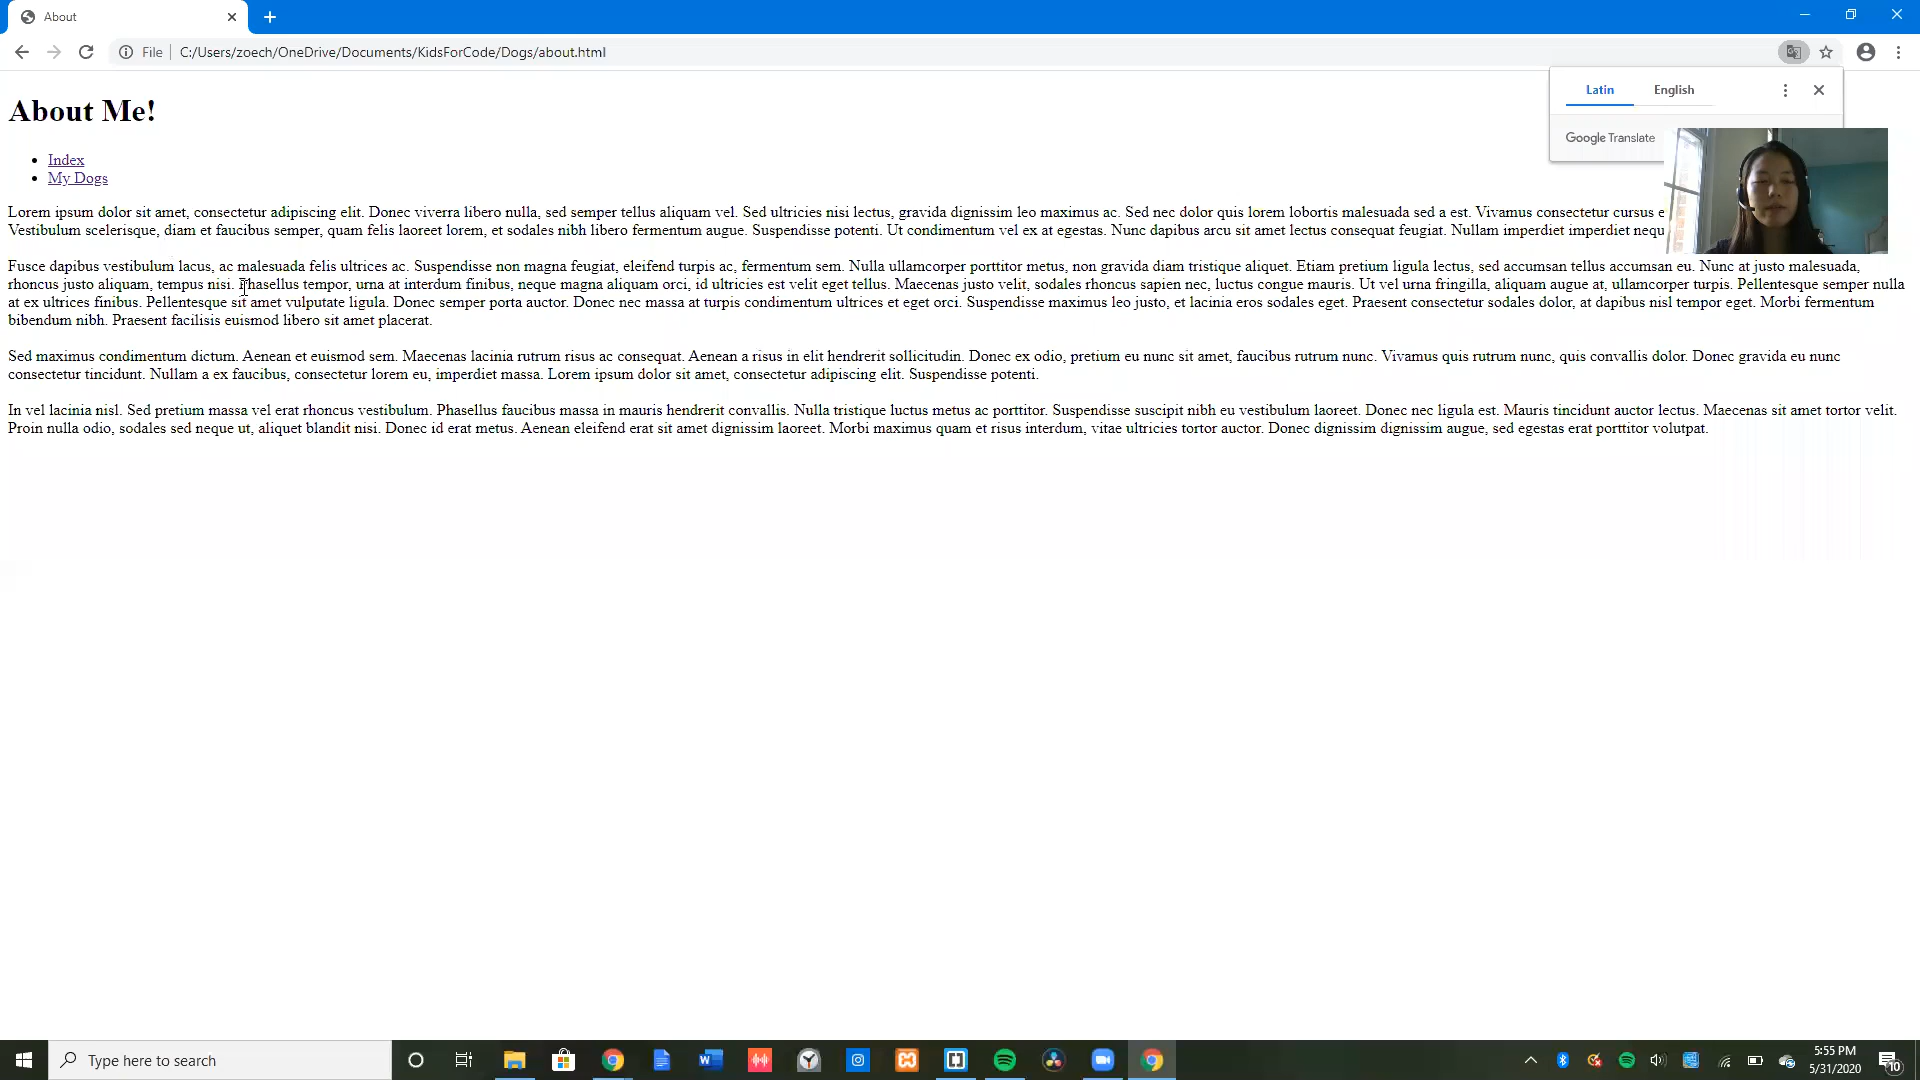 About
File C:/Users/zoech/OneDrive/Documents/KidsForCode/Dogs/about.html
Latin English
Google Translate
About Me!
Index
My Dogs
Lorem ipsum dolor sit amet, consectetur adipiscing elit. Donec viverra libero nulla, sed semper tellus aliquam vel. Sed ultricies nisi lectus, gravida dignissim leo maximus ac. Sed nec dolor quis lorem lobortis malesuada sed a est. Vivamus consectetur cursus
Vestibulum scelerisque, diam et faucibus semper, quam felis laoreet lorem, et sodales nibh libero fermentum augue. Suspendisse potenti. Ut condimentum vel ex at egestas. Nunc dapibus arcu sit amet lectus consequat feugiat. Nullam imperdiet imperdiet
Fusce dapibus vestibulum lacus, ac malesuada felis ultrices ac. Suspendisse non magna feugiat, eleifend turpis ac, fermentum sem. Nulla ullamcorper porttitor metus, non gravida diam tristique aliquet. Etiam pretium ligula lectus, sed accumsan tellus accumsan eu. Nunc at justo malesuada,
rhoncus justo aliquam, tempus nisi. Phasellus tempor, urna at interdum finibus, neque magna aliquam orci, id ultricies est velit eget tellus. Maecenas justo velit, sodales rhoncus sapien nec, luctus congue mauris. Ut vel urna fringilla, aliquam augue at, ullamcorper turpis. Pellentesque semper nulla
at ex ultrices finibus. Pellentesque sit amet vulputate ligula. Donec semper porta auctor. Donec nec massa at turpis condimentum ultrices et eget orci. Suspendisse maximus leo justo, et lacinia eros sodales eget. Praesent consectetur sodales dolor, at dapibus nisl tempor eget. Morbi fermentum
bibendum nibh. Praesent facilisis euismod libero sit amet placerat.
Sed maximus condimentum dictum. Aenean et euismod sem. Maecenas lacinia rutrum risus ac consequat. Aenean a risus in elit hendrerit sollicitudin. Donec ex odio, pretium eu nunc sit amet, faucibus rutrum nunc. Vivamus quis rutrum nunc, quis convallis dolor. Donec gravida eu nunc
consectetur tincidunt. Nullam a ex faucibus, consectetur lorem eu, imperdiet massa. Lorem ipsum dolor sit amet, consectetur adipiscing elit. Suspendisse potenti.
In vel lacinia nisl. Sed pretium massa vel erat rhoncus vestibulum. Phasellus faucibus massa in mauris hendrerit convallis. Nulla tristique luctus metus ac porttitor. Suspendisse suscipit nibh eu vestibulum laoreet. Donec nec ligula est. Mauris tincidunt auctor lectus. Maecenas sit amet tortor velit.
Proin nulla odio, sodales sed neque ut, aliquet blandit nisi. Donec id erat metus. Aenean eleifend erat sit amet dignissim laoreet. Morbi maximus quam et risus interdum, vitae ultricies tortor auctor. Donec dignissim dignissim augue, sed egestas erat porttitor volutpat.
Type here to search
5:55 PM
5/31/2020
10